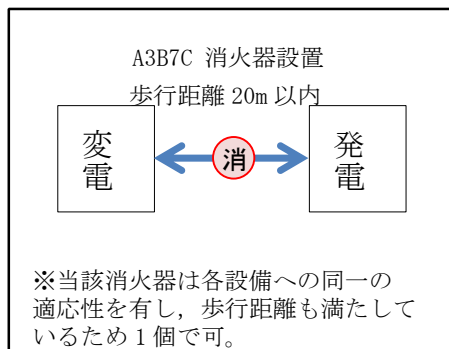 A3B7C 消火器設置
歩行距離 20m 以内
変電
消
発電
※当該消火器は各設備への同一の
適応性を有し，歩行距離も満たして
いるため 1 個で可。